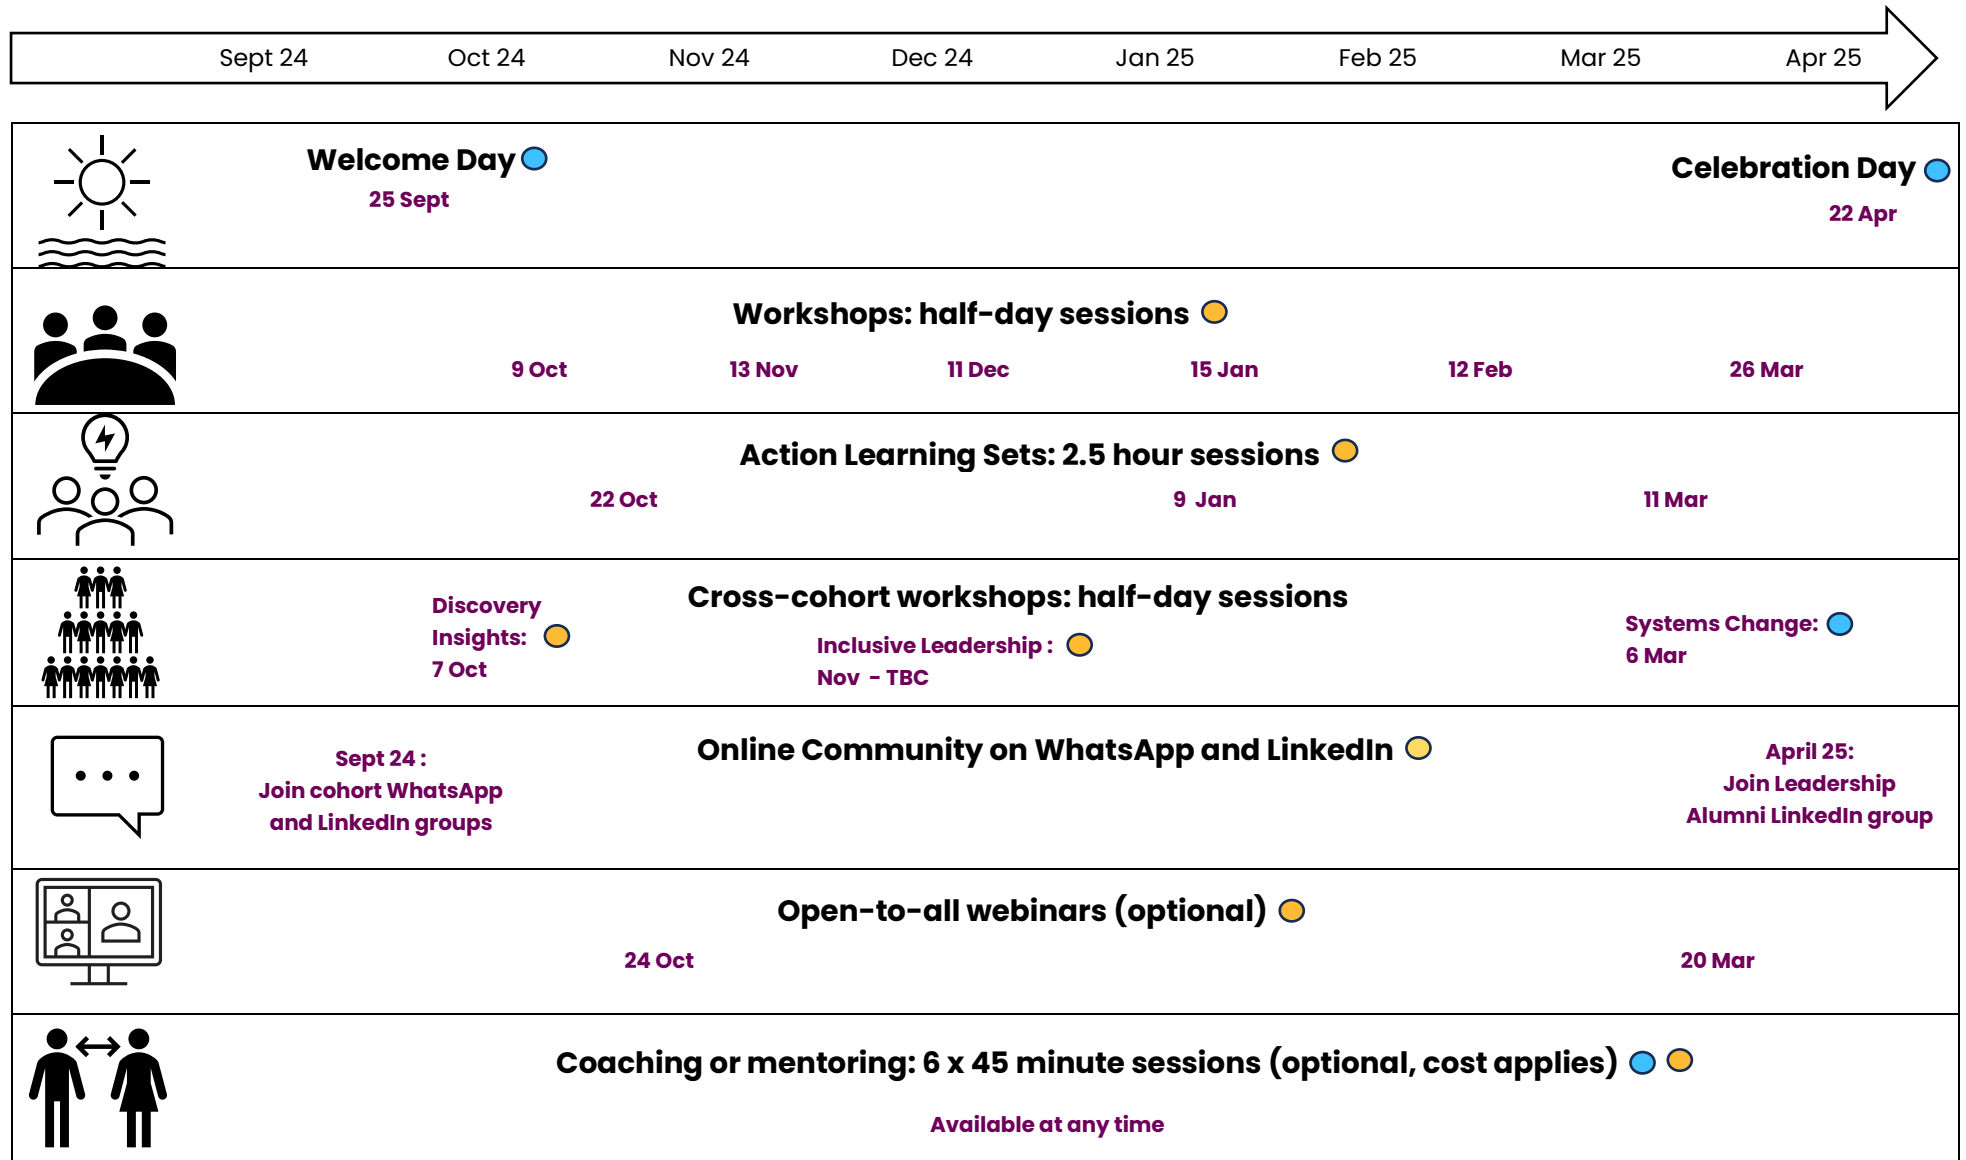 Sept 24 Oct 24 Nov 24 Dec 24 Jan 25 Feb 25 Mar 25 Apr 25
Welcome Day
25 Sept
Celebration Day
22 Apr
Workshops: half-day sessions
9 Oct 13 Nov 11 Dec 15 Jan 12 Feb 26 Mar
Action Learning Sets: 2.5 hour sessions
22 Oct 9 Jan 11 Mar
Cross-cohort workshops: half-day sessions
Discovery
Insights:
7 Oct
Inclusive Leadership :
Nov - TBC
Systems Change:
6 Mar
Online Community on WhatsApp and LinkedIn
Sept 24 :
Join cohort WhatsApp
and LinkedIn groups
April 25:
Join Leadership
Alumni LinkedIn group
Open-to-all webinars (optional)
24 Oct 20 Mar
Coaching or mentoring: 6 x 45 minute sessions (optional, cost applies)
Available at any time